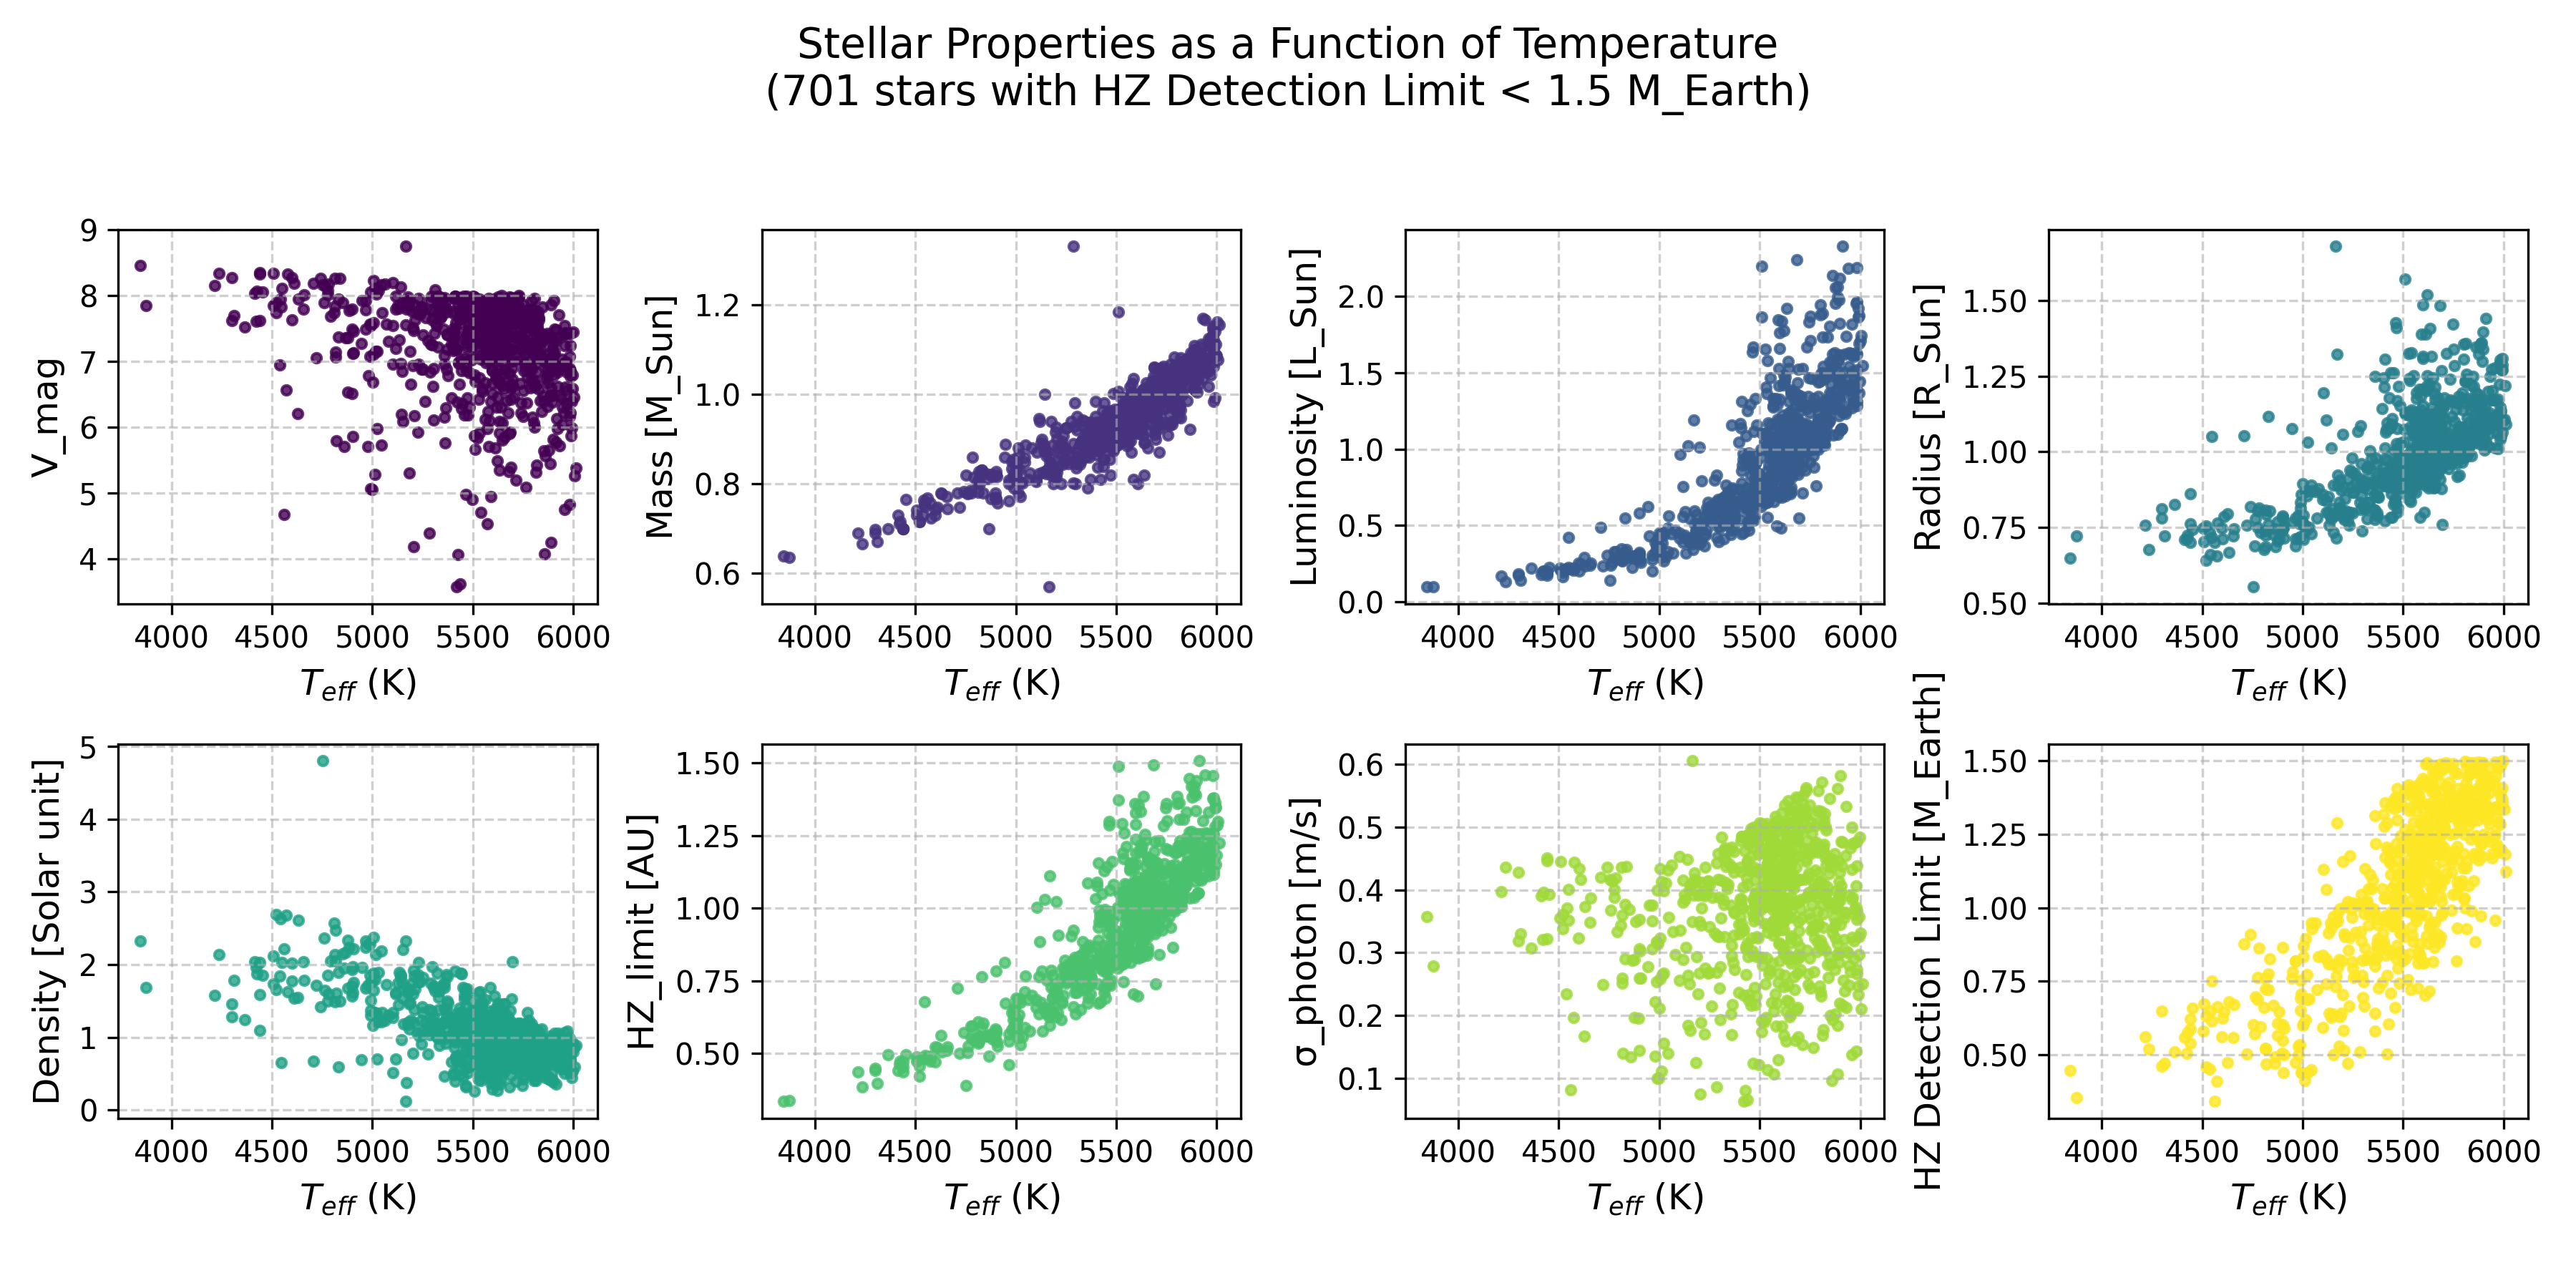 Stellar Properties as a Function of Temperature
(701 stars with HZ Detection Limit < 1.5 M_Earth)
V_mag
9
8
7
6
5
4
4000 4500 5000 5500 6000
T_eff (K)
Mass [M_Sun]
1.2
1.0
0.8
0.6
4000 4500 5000 5500 6000
T_eff (K)
Luminosity [L_Sun]
2.0
1.5
1.0
0.5
0.0
4000 4500 5000 5500 6000
T_eff (K)
Radius [R_Sun]
1.50
1.25
1.00
0.75
0.50
4000 4500 5000 5500 6000
T_eff (K)
Density [Solar unit]
5
4
3
2
1
0
4000 4500 5000 5500 6000
T_eff (K)
HZ_limit [AU]
1.50
1.25
1.00
0.75
0.50
4000 4500 5000 5500 6000
T_eff (K)
σ_photon [m/s]
0.6
0.5
0.4
0.3
0.2
0.1
4000 4500 5000 5500 6000
T_eff (K)
HZ Detection Limit [M_Earth]
1.50
1.25
1.00
0.75
0.50
4000 4500 5000 5500 6000
T_eff (K)